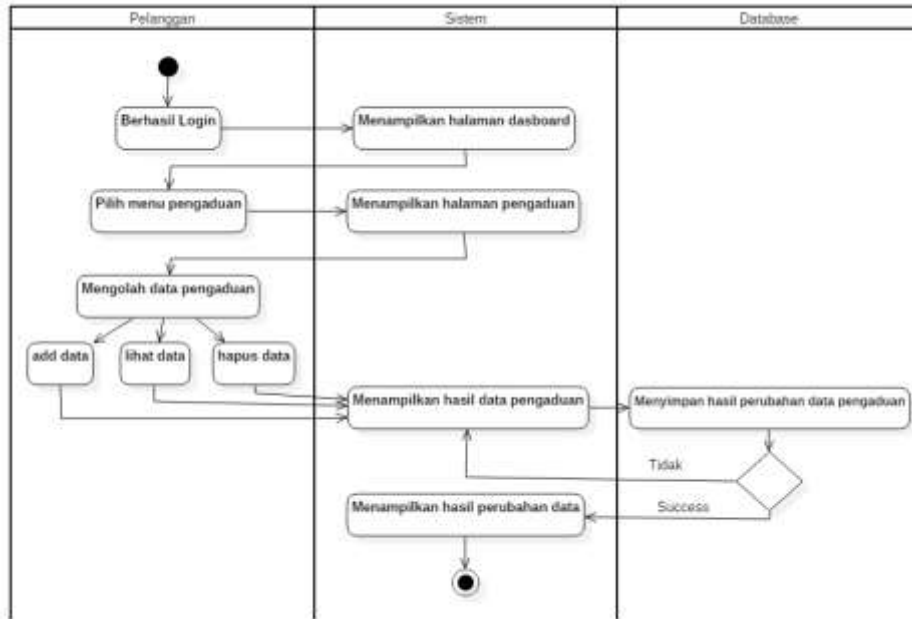 Pelanggan
Sistem
Database
Berhasil Login
Menampilkan halaman dasboard
Pilih menu pengaduan
Menampilkan halaman pengaduan
Mengolah data pengaduan
add data
lihat data
hapus data
Menampilkan hasil data pengaduan
Menyimpan hasil perubahan data pengaduan
Tidak
Success
Menampilkan hasil perubahan data